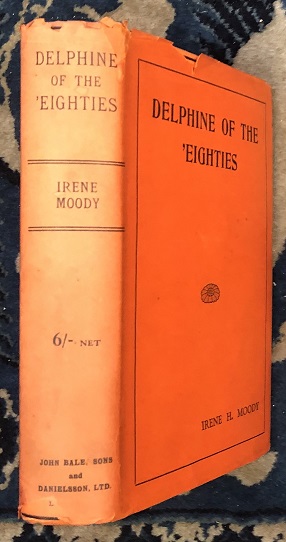 DELPHINE
OF THE
'EIGHTIES
IRENE
MOODY
6/- NET
JOHN BALE, SONS
and
DANIELSSON, LTD.
DELPHINE OF THE
'EIGHTIES
IRENE H. MOODY